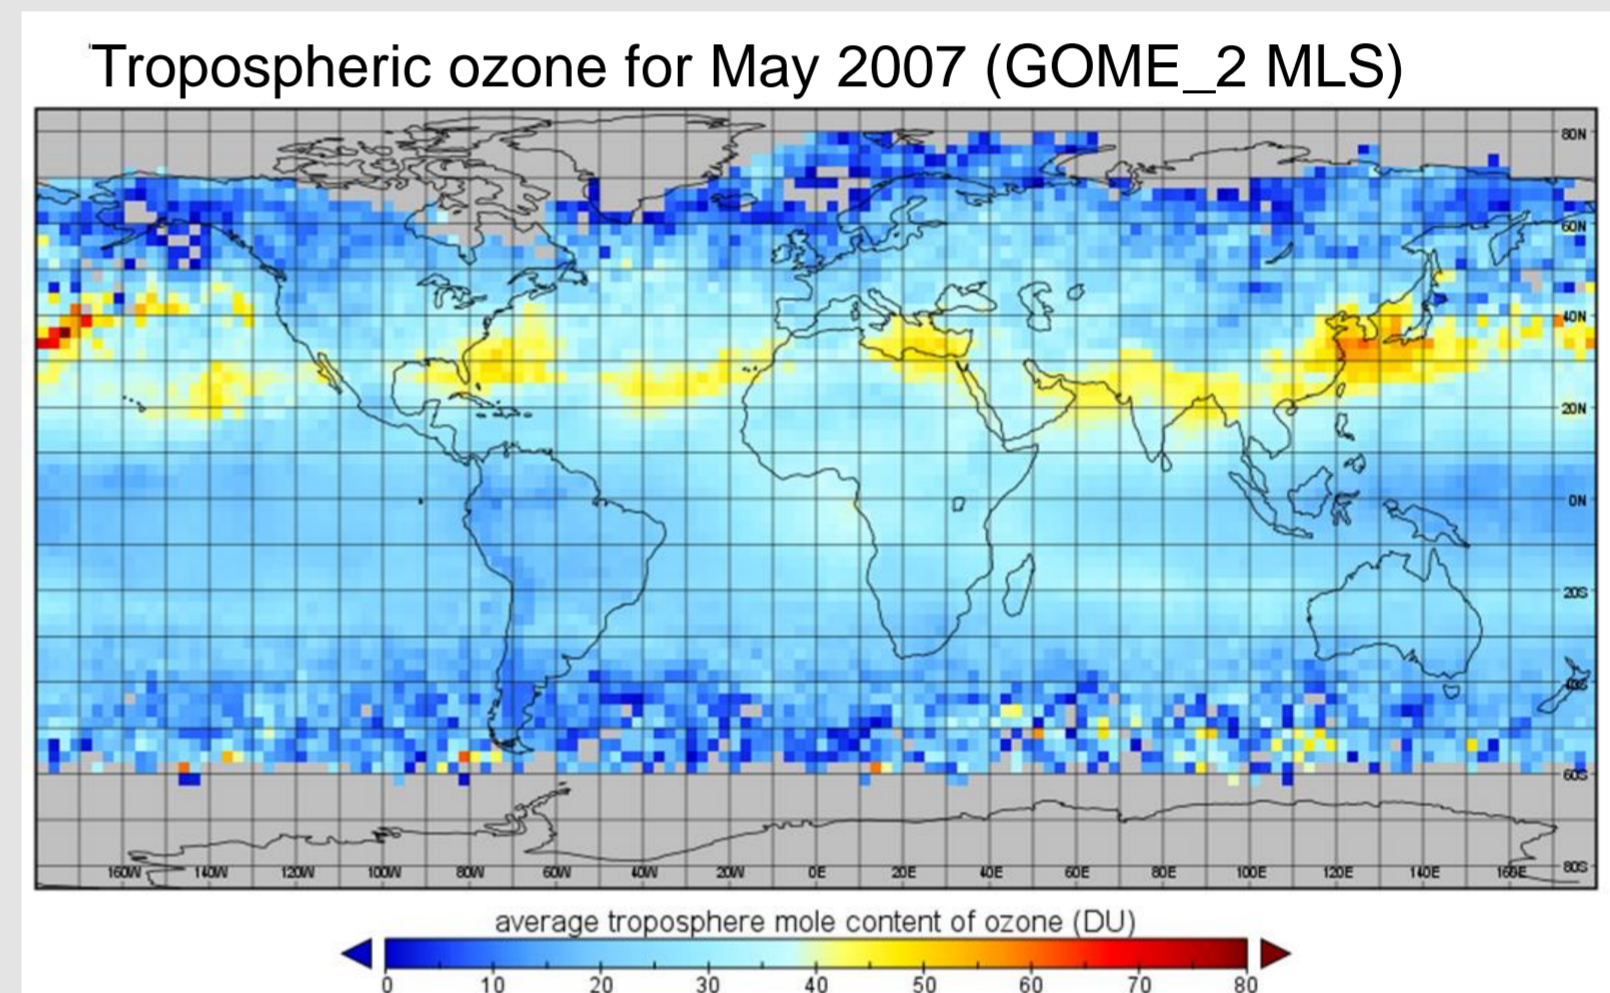 Tropospheric ozone for May 2007 (GOME_2 MLS)
80N
60N
40N
20N
0N
20S
40S
60S
80S
160W 140W 120W 100W 80W 60W 40W 20W 0E 20E 40E 60E 80E 100E 120E 140E 160E
average troposphere mole content of ozone (DU)
0 10 20 30 40 50 60 70 80